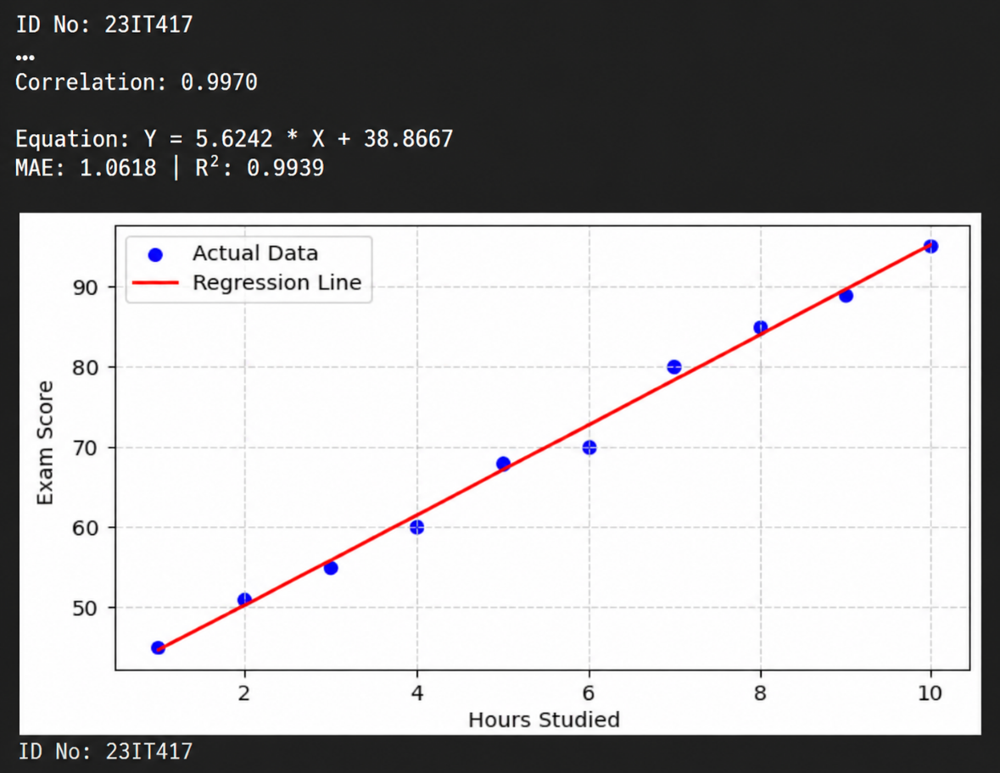 ID No: 23IT417
...
Correlation: 0.9970
Equation: Y = 5.6242 * X + 38.8667
MAE: 1.0618 | R²: 0.9939
Actual Data
Regression Line
90
80
70
60
50
Exam Score
2 4 6 8 10
Hours Studied
ID No: 23IT417